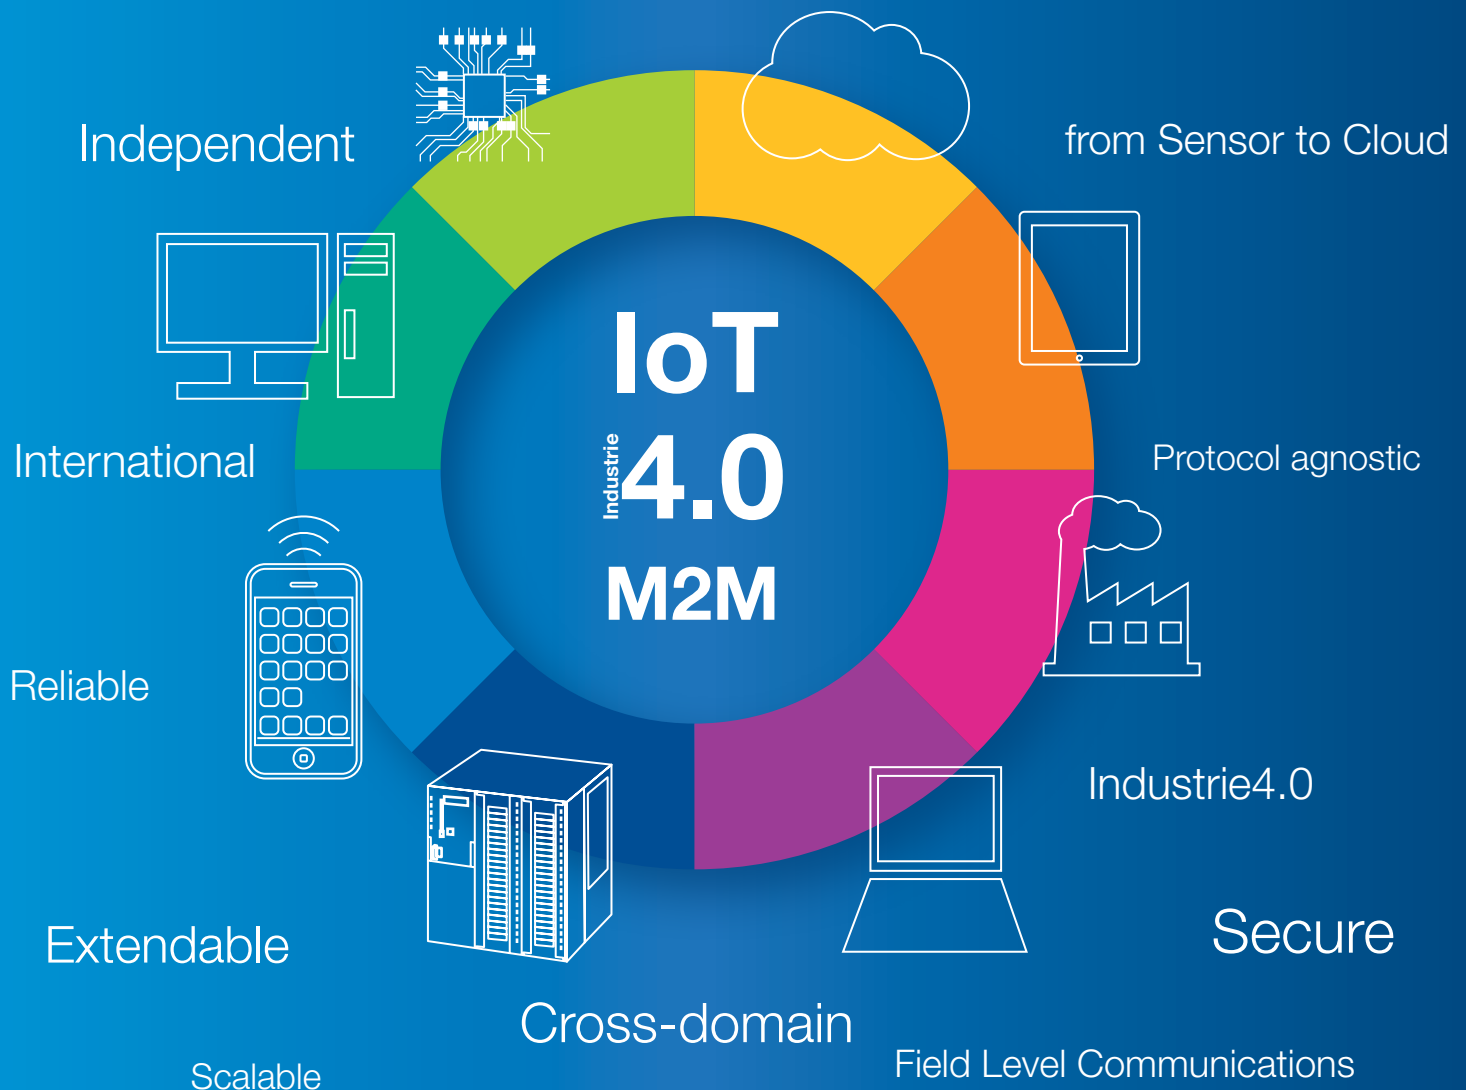 Independent
from Sensor to Cloud
IoT
Industrie
4.0
M2M
International
Protocol agnostic
Reliable
Industrie4.0
Extendable
Secure
Cross-domain
Field Level Communications
Scalable